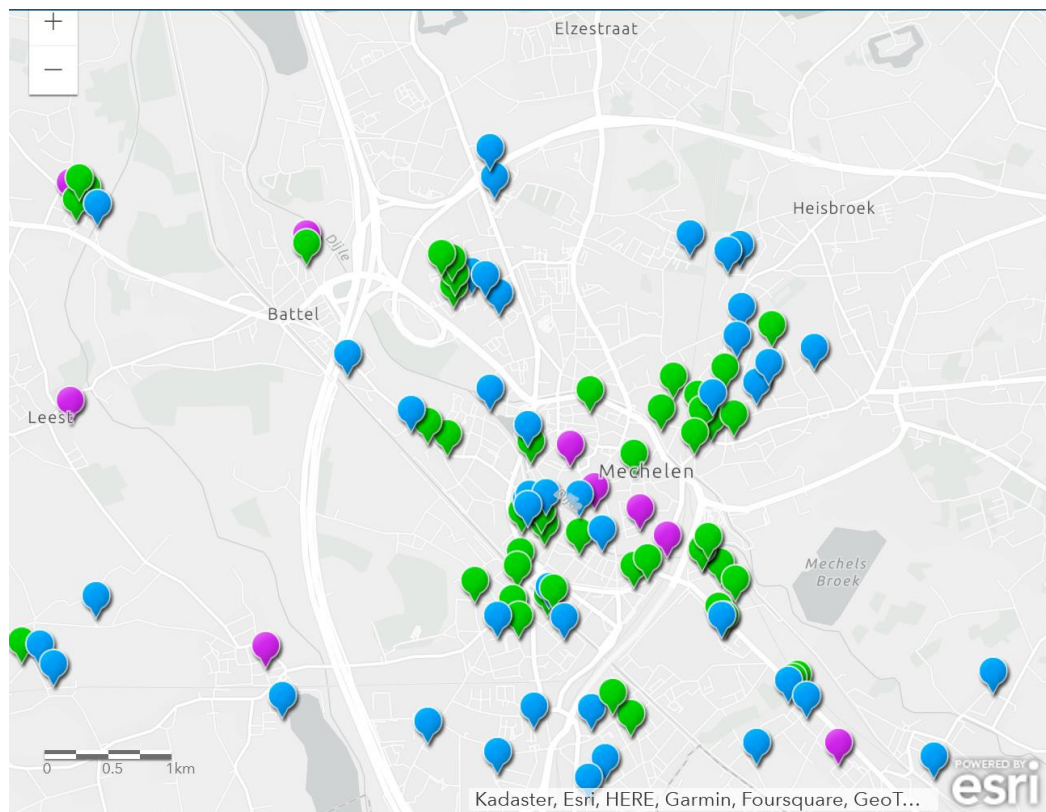 +
Elzestraat
−
Heisbroek
Dijle
Battel
Leest
Mechelen
Mechels
Broek
0 0.5 1km
POWERED BY
esri
Kadaster, Esri, HERE, Garmin, Foursquare, GeoT...